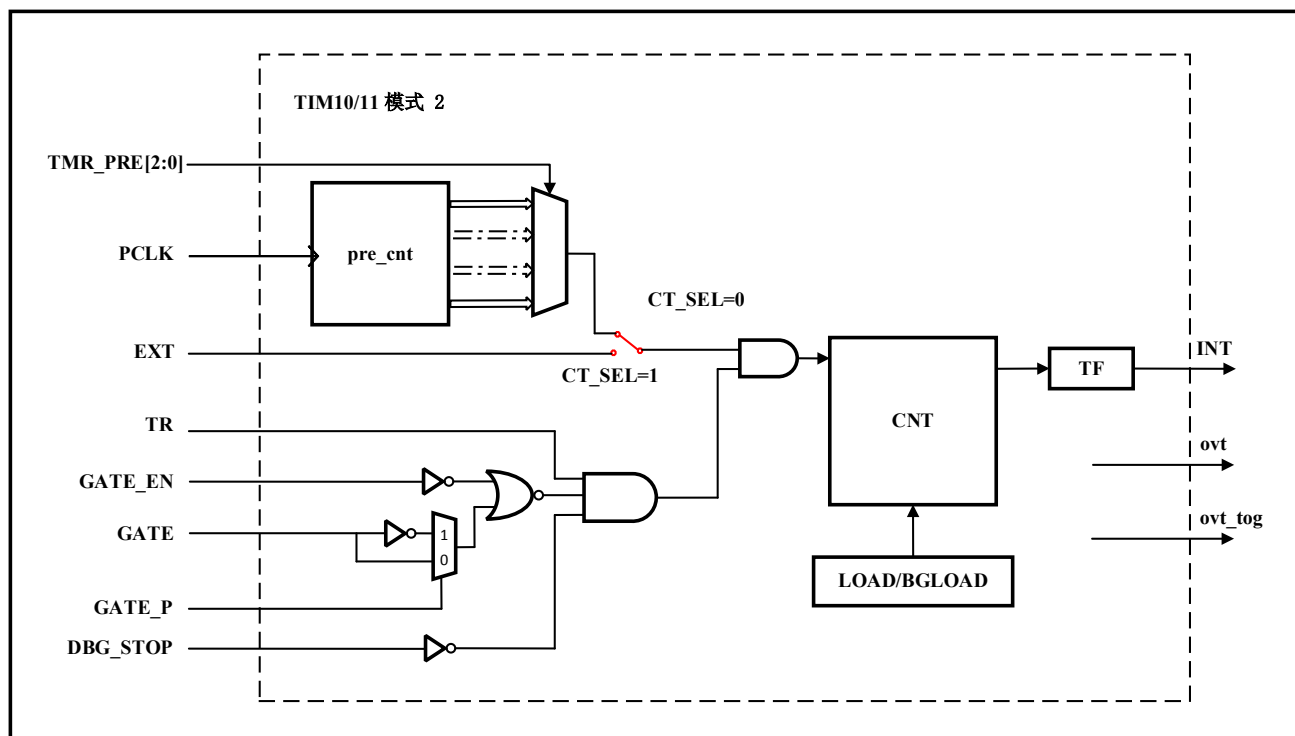 TIM10/11 模式 2
TMR_PRE[2:0]
PCLK
pre_cnt
CT_SEL=0
EXT
CT_SEL=1
INT
TF
CNT
TR
ovt
GATE_EN
GATE
1
0
ovt_tog
LOAD/BGLOAD
GATE_P
DBG_STOP